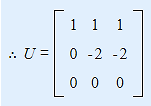 1 1 1
∴ U = 0 -2 -2
0 0 0